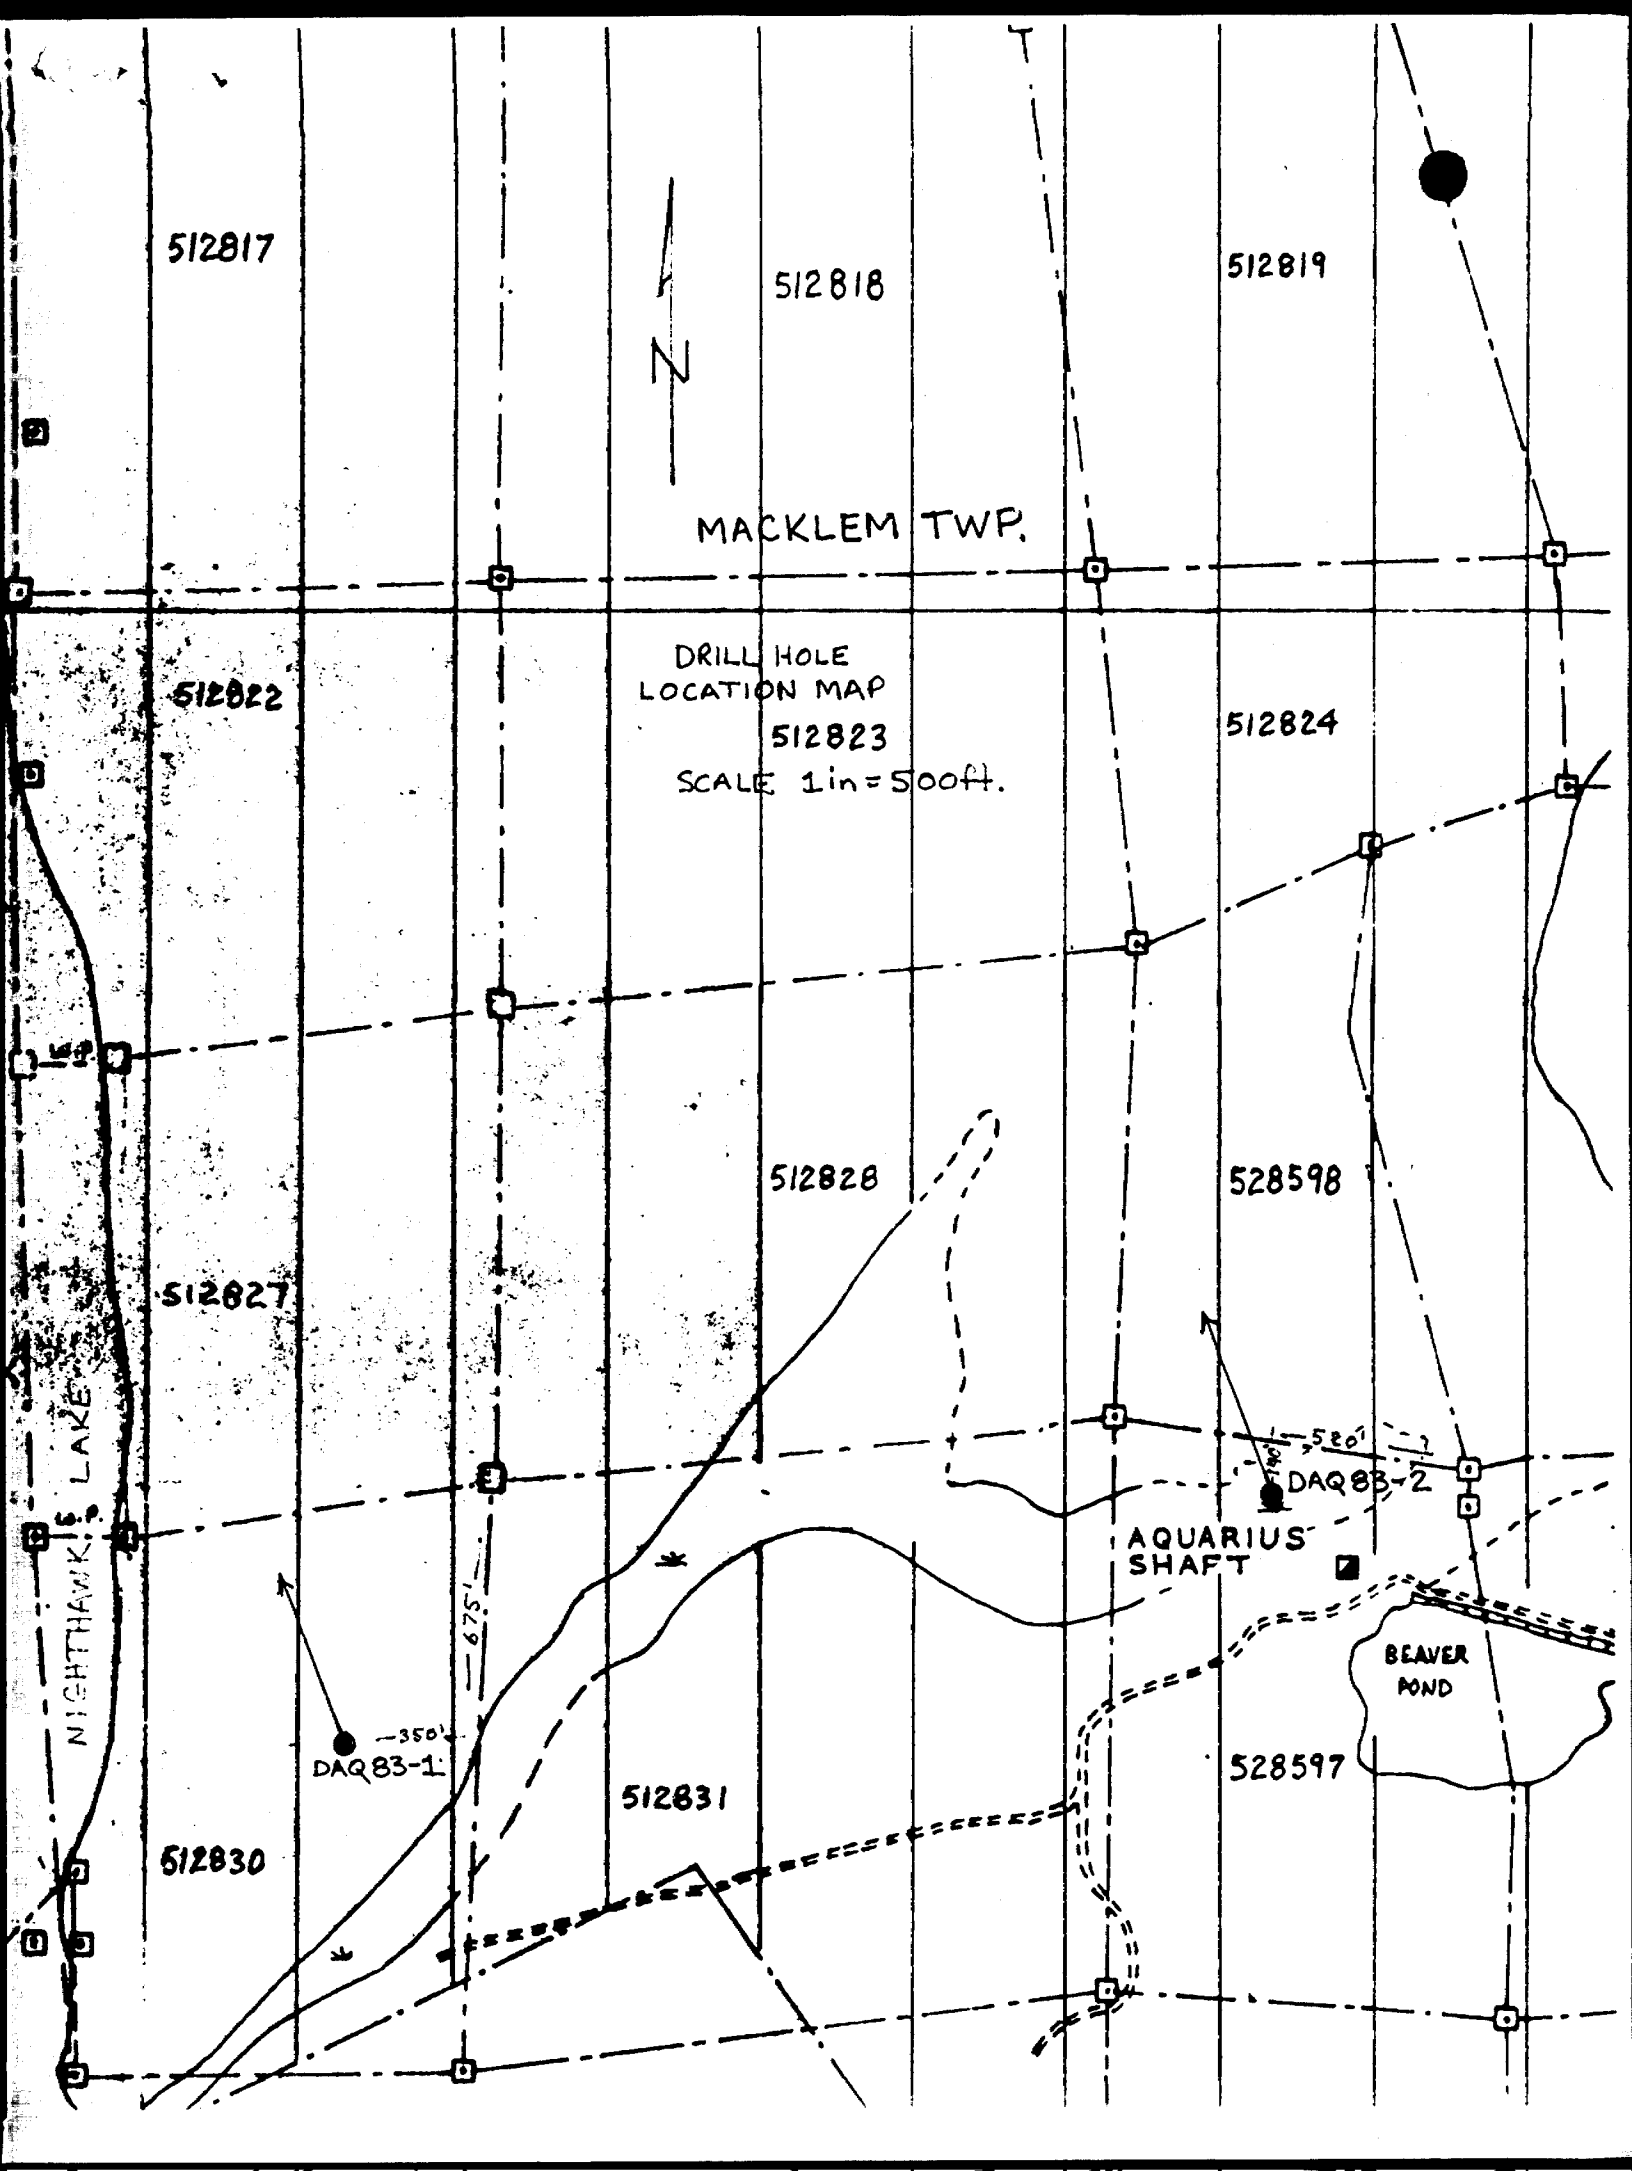 512817
512818
512819
N
MACKLEM TWP.
DRILL HOLE
LOCATION MAP
512822
512823
512824
SCALE 1in = 500ft.
512828
528598
512827
NIGHTHAWK LAKE
520'
190'
DAQ83-2
AQUARIUS
SHAFT
675'
350'
DAQ83-1
BEAVER
POND
512831
528597
512830